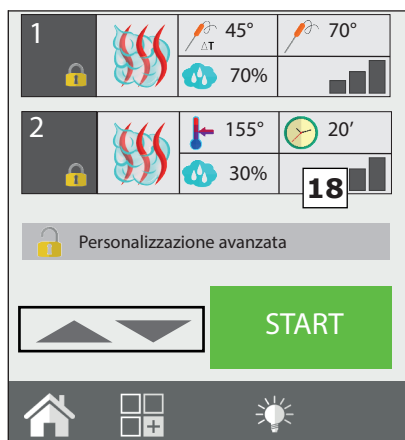 1 45° 70°
ΔT
70%
2 155° 20’
30%
18
Personalizzazione avanzata
START